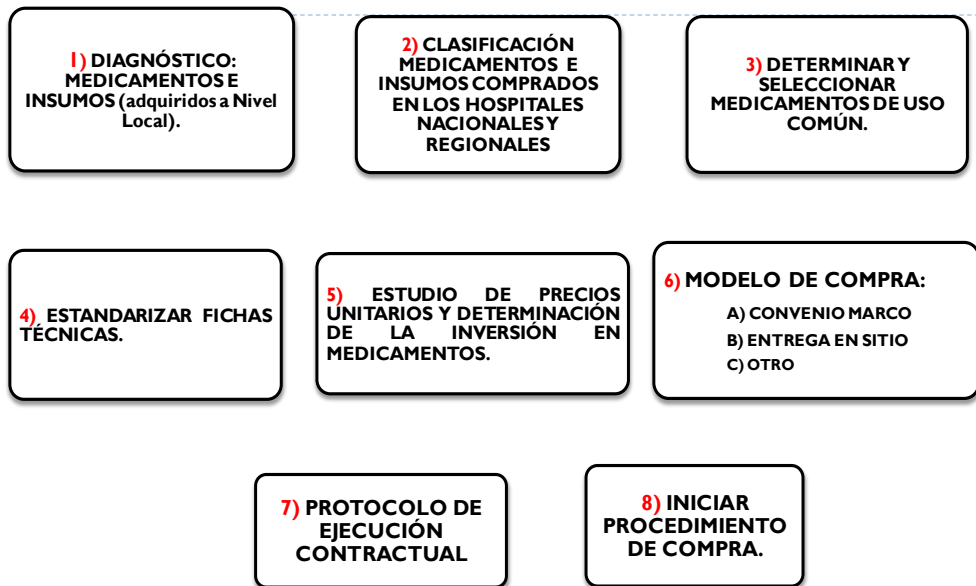 1) DIAGNÓSTICO:
MEDICAMENTOS E
INSUMOS (adquiridos a Nivel
Local).
2) CLASIFICACIÓN
MEDICAMENTOS E
INSUMOS COMPRADOS
EN LOS HOSPITALES
NACIONALES Y
REGIONALES
3) DETERMINAR Y
SELECCIONAR
MEDICAMENTOS DE USO
COMÚN.
4) ESTANDARIZAR FICHAS
TÉCNICAS.
5) ESTUDIO DE PRECIOS
UNITARIOS Y DETERMINACIÓN
DE LA INVERSIÓN EN
MEDICAMENTOS.
6) MODELO DE COMPRA:
A) CONVENIO MARCO
B) ENTREGA EN SITIO
C) OTRO
7) PROTOCOLO DE
EJECUCIÓN
CONTRACTUAL
8) INICIAR
PROCEDIMIENTO
DE COMPRA.